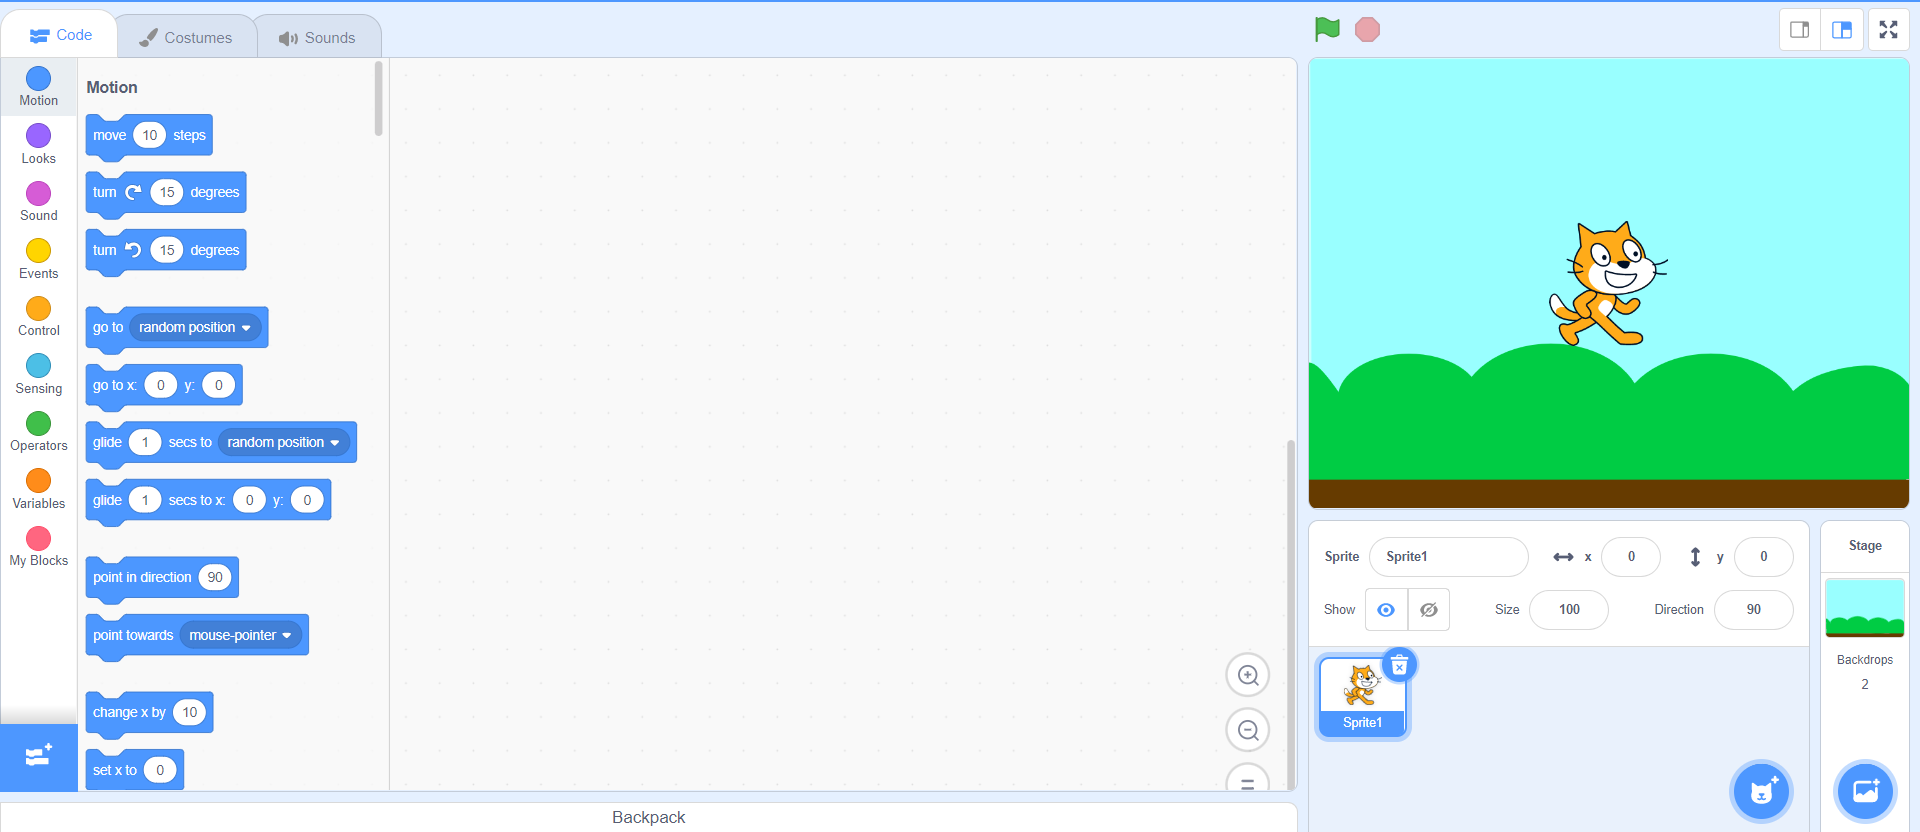 Code
Costumes
Sounds
Motion
Looks
Sound
Events
Control
Sensing
Operators
Variables
My Blocks
Motion
move 10 steps
turn 15 degrees
turn 15 degrees
go to random position
go to x: 0 y: 0
glide 1 secs to random position
glide 1 secs to x: 0 y: 0
point in direction 90
point towards mouse-pointer
change x by 10
set x to 0
Backpack
Sprite Sprite1 x 0 y 0
Show Size 100 Direction 90
Sprite1
Stage
Backdrops
2